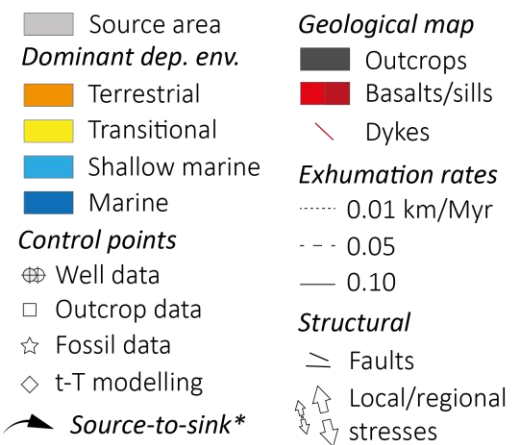 Source area
Dominant dep. env.
Terrestrial
Transitional
Shallow marine
Marine
Control points
Well data
Outcrop data
Fossil data
t-T modelling
Source-to-sink*
Geological map
Outcrops
Basalts/sills
Dykes
Exhumation rates
0.01 km/Myr
0.05
0.10
Structural
Faults
Local/regional
stresses